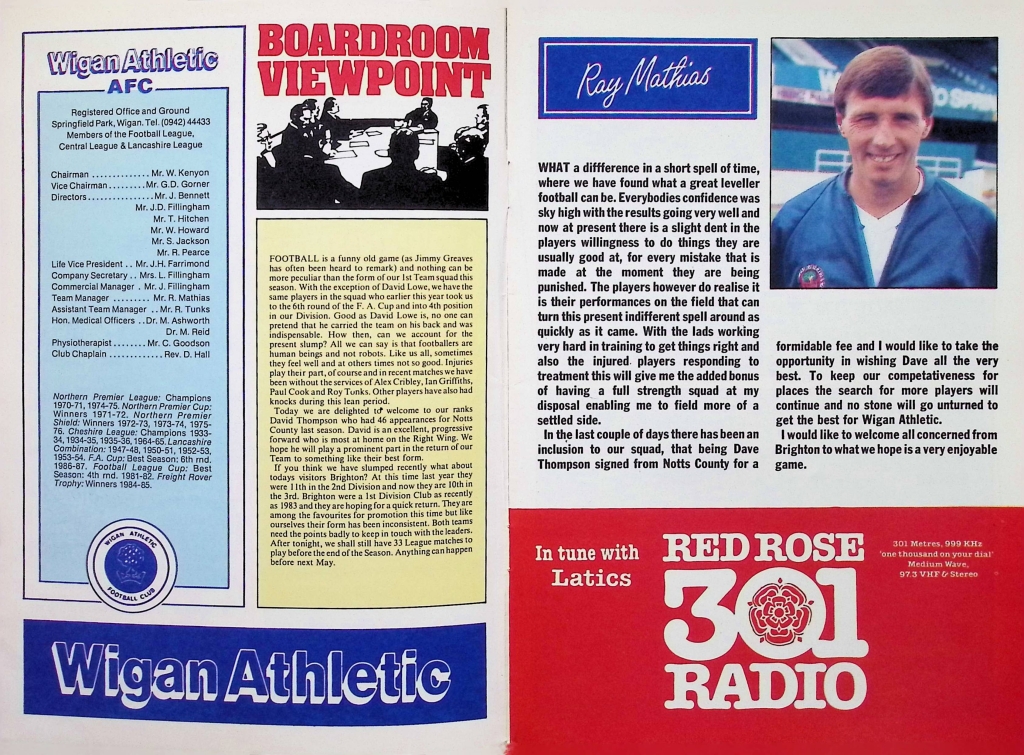 Wigan Athletic
AFC
Registered Office and Ground
Springfield Park, Wigan. Tel. (0942) 44433
Members of the Football League,
Central League & Lancashire League
Chairman ............ Mr. W. Kenyon
Vice Chairman ......... Mr. G.D. Gorner
Directors ................ Mr. J. Bennett
Mr. J.D. Fillingham
Mr. T. Hitchen
Mr. W. Howard
Mr. S. Jackson
Mr. R. Pearce
Life Vice President .. Mr. J.H. Farrimond
Company Secretary .. Mrs. L. Fillingham
Commercial Manager . Mr. J. Fillingham
Team Manager ......... Mr. R. Mathias
Assistant Team Manager .. Mr. R. Tunks
Hon. Medical Officers .. Dr. M. Ashworth
Dr. M. Reid
Physiotherapist ....... Mr. C. Goodson
Club Chaplain ............ Rev. D. Hall
Northern Premier League: Champions
1970-71, 1974-75. Northern Premier Cup:
Winners 1971-72. Northern Premier
Shield: Winners 1972-73, 1973-74, 1975-
76. Cheshire League: Champions 1933-
34, 1934-35, 1935-36, 1964-65. Lancashire
Combination: 1947-48, 1950-51, 1952-53,
1953-54. F.A. Cup: Best Season: 6th rnd.
1986-87. Football League Cup: Best
Season: 4th rnd. 1981-82. Freight Rover
Trophy: Winners 1984-85.
WIGAN ATHLETIC
FOOTBALL CLUB
BOARDROOM
VIEWPOINT
FOOTBALL is a funny old game (as Jimmy Greaves
has often been heard to remark) and nothing can be
more peculiar than the form of our 1st Team squad this
season. With the exception of David Lowe, we have the
same players in the squad who earlier this year took us
to the 6th round of the F. A. Cup and into 4th position
in our Division. Good as David Lowe is, no one can
pretend that he carried the team on his back and was
indispensable. How then, can we account for the
present slump? All we can say is that footballers are
human beings and not robots. Like us all, sometimes
they feel well and at others times not so good. Injuries
play their part, of course and in recent matches we have
been without the services of Alex Cribley, Ian Griffiths,
Paul Cook and Roy Tunks. Other players have also had
knocks during this lean period.
Today we are delighted to welcome to our ranks
David Thompson who had 46 appearances for Notts
County last season. David is an excellent, progressive
forward who is most at home on the Right Wing. We
hope he will play a prominent part in the return of our
Team to something like their best form.
If you think we have slumped recently what about
todays visitors Brighton? At this time last year they
were 11th in the 2nd Division and now they are 10th in
the 3rd. Brighton were a 1st Division Club as recently
as 1983 and they are hoping for a quick return. They are
among the favourites for promotion this time but like
ourselves their form has been inconsistent. Both teams
need the points badly to keep in touch with the leaders.
After tonight, we shall still have 33 League matches to
play before the end of the Season. Anything can happen
before next May.
Wigan Athletic
Ray Mathias
WHAT a diffference in a short spell of time,
where we have found what a great leveller
football can be. Everybodies confidence was
sky high with the results going very well and
now at present there is a slight dent in the
players willingness to do things they are
usually good at, for every mistake that is
made at the moment they are being
punished. The players however do realise it
is their performances on the field that can
turn this present indifferent spell around as
quickly as it came. With the lads working
very hard in training to get things right and
also the injured players responding to
treatment this will give me the added bonus
of having a full strength squad at my
disposal enabling me to field more of a
settled side.
In the last couple of days there has been an
inclusion to our squad, that being Dave
Thompson signed from Notts County for a
formidable fee and I would like to take the
opportunity in wishing Dave all the very
best. To keep our competativeness for
places the search for more players will
continue and no stone will go unturned to
get the best for Wigan Athletic.
I would like to welcome all concerned from
Brighton to what we hope is a very enjoyable
game.
In tune with
Latics
RED ROSE
301
RADIO
301 Metres, 999 KHz
'one thousand on your dial'
Medium Wave,
97.3 VHF & Stereo